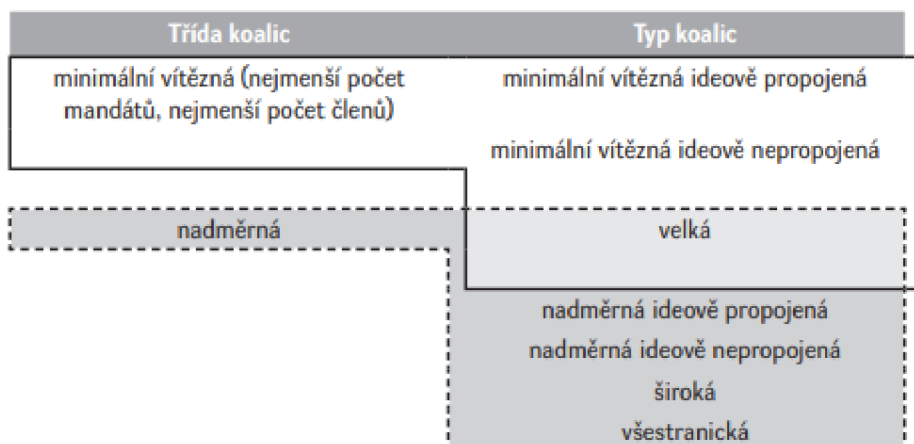 Třída koalic
Typ koalic
minimální vítězná (nejmenší počet
mandátů, nejmenší počet členů)
minimální vítězná ideově propojená
minimální vítězná ideově nepropojená
nadměrná
velká
nadměrná ideově propojená
nadměrná ideově nepropojená
široká
všestranická